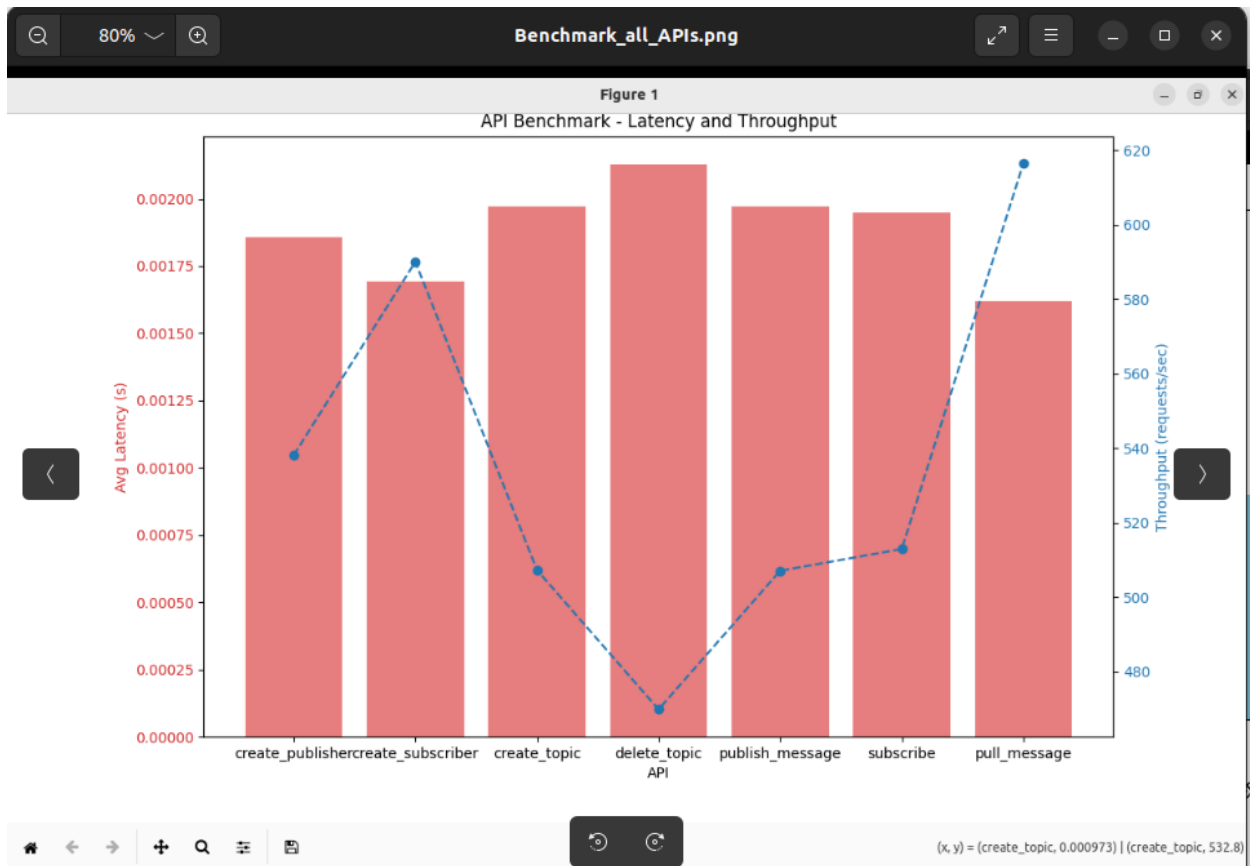 80%
Benchmark_all_APIs.png
Figure 1
API Benchmark - Latency and Throughput
Avg Latency (s)
0.00200
0.00175
0.00150
0.00125
0.00100
0.00075
0.00050
0.00025
0.00000
620
600
580
560
540
520
500
480
Throughput (requests/sec)
create_publisher create_subscriber create_topic delete_topic publish_message subscribe pull_message
API
(x, y) = (create_topic, 0.000973) | (create_topic, 532.8)